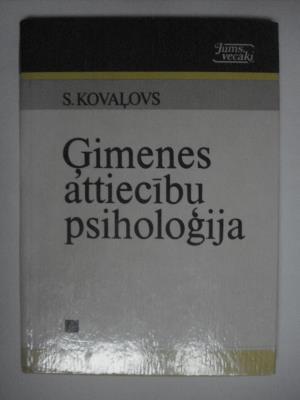 Jums,
vecāki
S. KOVAĻOVS
Ģimenes
attiecību
psiholoģija